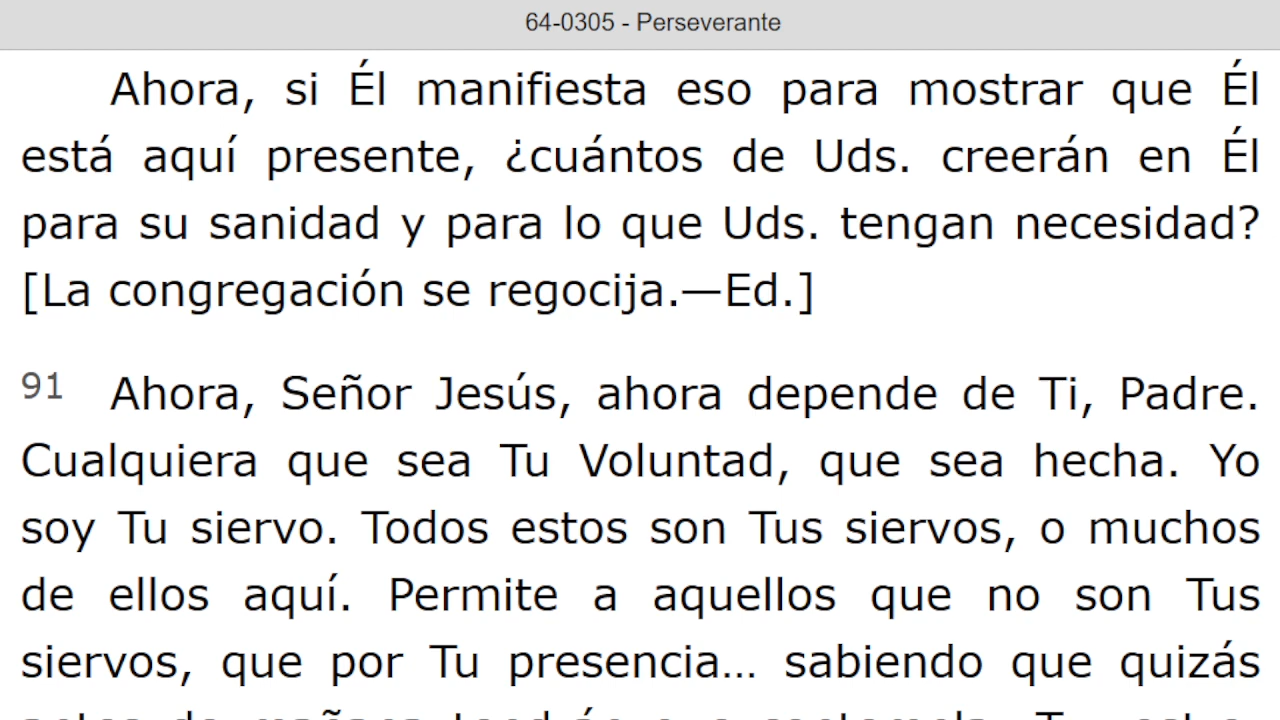 64-0305 - Perseverante
Ahora, si Él manifiesta eso para mostrar que Él
está aquí presente, ¿cuántos de Uds. creerán en Él
para su sanidad y para lo que Uds. tengan necesidad?
[La congregación se regocija.—Ed.]
91 Ahora, Señor Jesús, ahora depende de Ti, Padre.
Cualquiera que sea Tu Voluntad, que sea hecha. Yo
soy Tu siervo. Todos estos son Tus siervos, o muchos
de ellos aquí. Permite a aquellos que no son Tus
siervos, que por Tu presencia... sabiendo que quizás